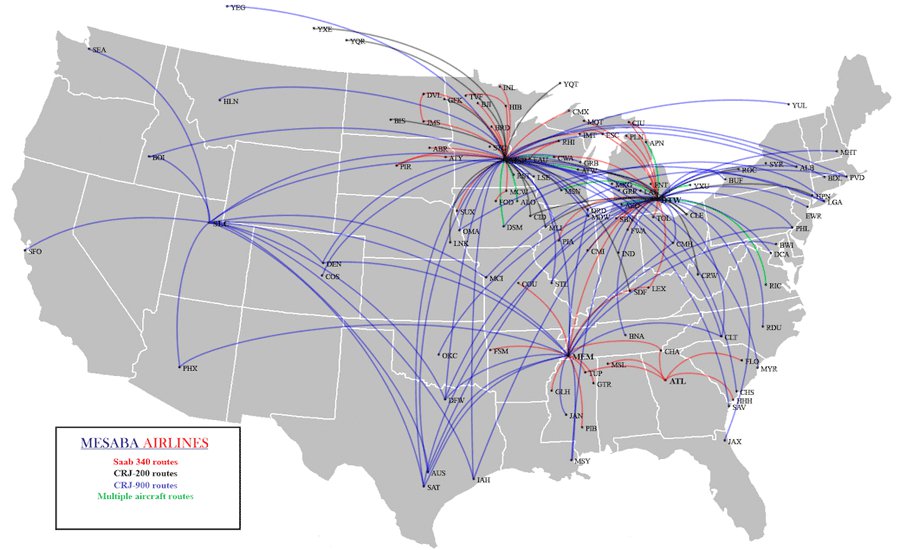 YEG
YXE
YQR
SEA
YQT
INL
DVL
TVF
GFK
BJI
HIB
HLN
YUL
CMX
BIS
JMS
BRD
MQT
CIU
IMT
ESC
PLN
APN
RHI
ABR
STC
ATY
PIR
BOI
LAU
CWA
GRB
ATW
MHT
SYR
ALB
ROC
RST
LSE
BUF
BDL
PVD
MCW
MSN
MKG
GRR
FNT
LAN
DTW
YXU
HPN
LGA
FOD
ALO
SUX
CID
ORD
MDW
SBN
TOL
CLE
EWR
SLC
OMA
DSM
MLI
FWA
PHL
LNK
PIA
CMI
IND
CMH
BWI
DCA
SFO
DEN
COS
MCI
COU
STL
SDF
LEX
CRW
RIC
RDU
BNA
CLT
OKC
FSM
MEM
CHA
FLO
MYR
PHX
MSL
TUP
GTR
ATL
GLH
CHS
HHH
SAV
DFW
JAN
PIB
JAX
MSY
AUS
SAT
IAH
MESABA AIRLINES
Saab 340 routes
CRJ-200 routes
CRJ-900 routes
Multiple aircraft routes